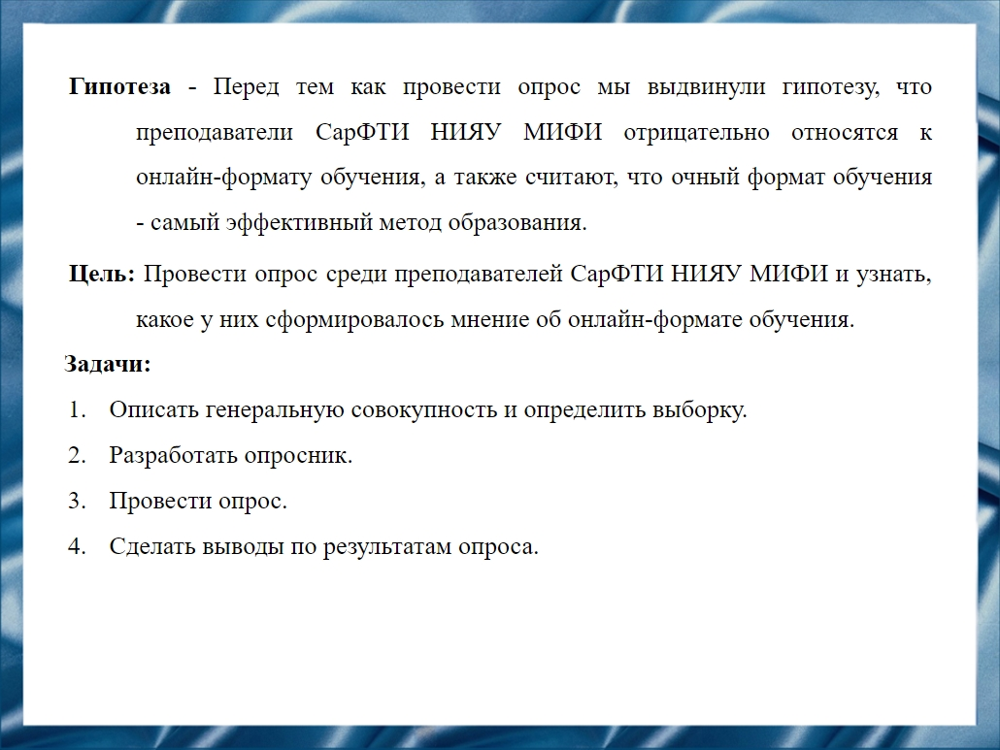 Гипотеза - Перед тем как провести опрос мы выдвинули гипотезу, что
преподаватели СарФТИ НИЯУ МИФИ отрицательно относятся к
онлайн-формату обучения, а также считают, что очный формат обучения
- самый эффективный метод образования.
Цель: Провести опрос среди преподавателей СарФТИ НИЯУ МИФИ и узнать,
какое у них сформировалось мнение об онлайн-формате обучения.
Задачи:
1. Описать генеральную совокупность и определить выборку.
2. Разработать опросник.
3. Провести опрос.
4. Сделать выводы по результатам опроса.